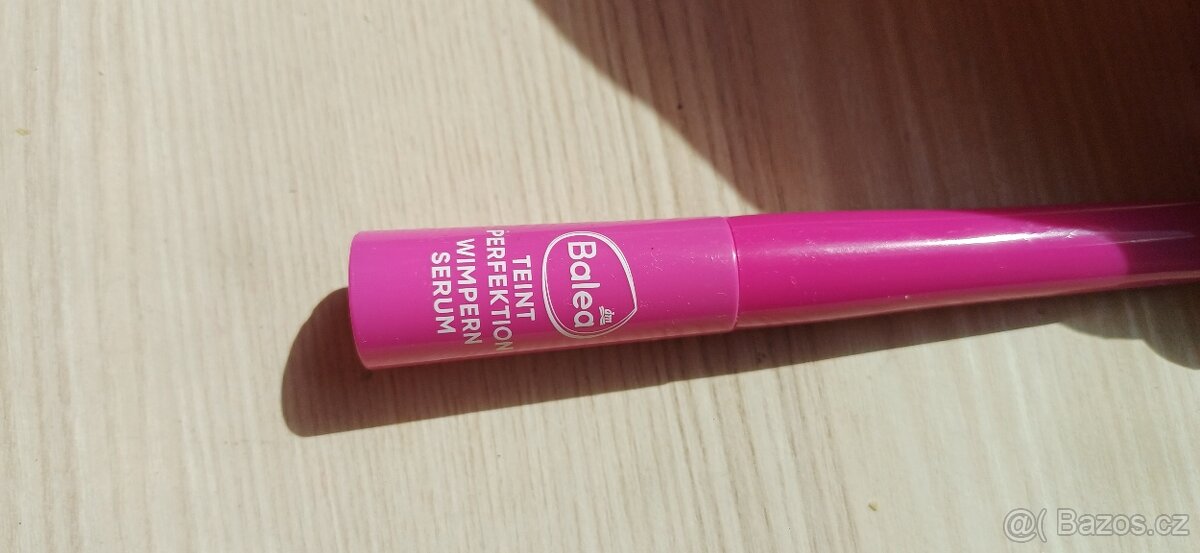 Balea
dm
TEINT
PERFEKTION
WIMPERN
SERUM
@( Bazos.cz